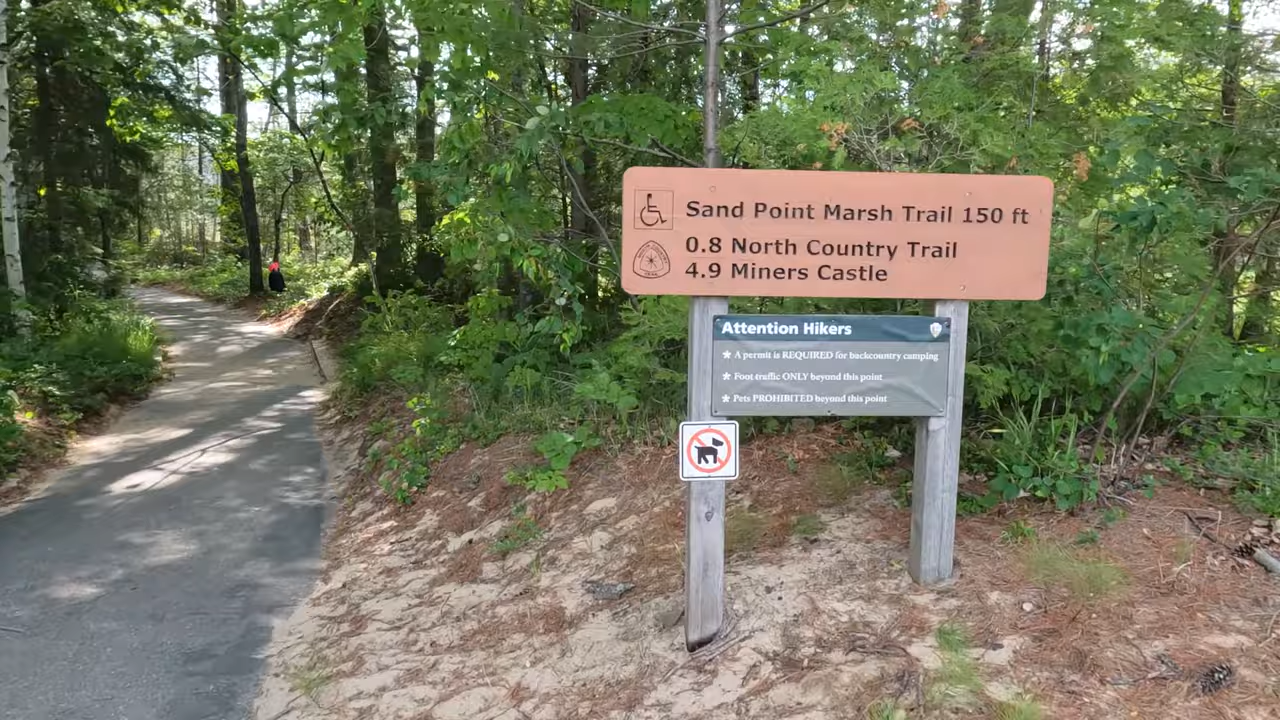 Sand Point Marsh Trail 150 ft
0.8 North Country Trail
4.9 Miners Castle
Attention Hikers
★ A permit is REQUIRED for backcountry camping
★ Foot traffic ONLY beyond this point
★ Pets PROHIBITED beyond this point